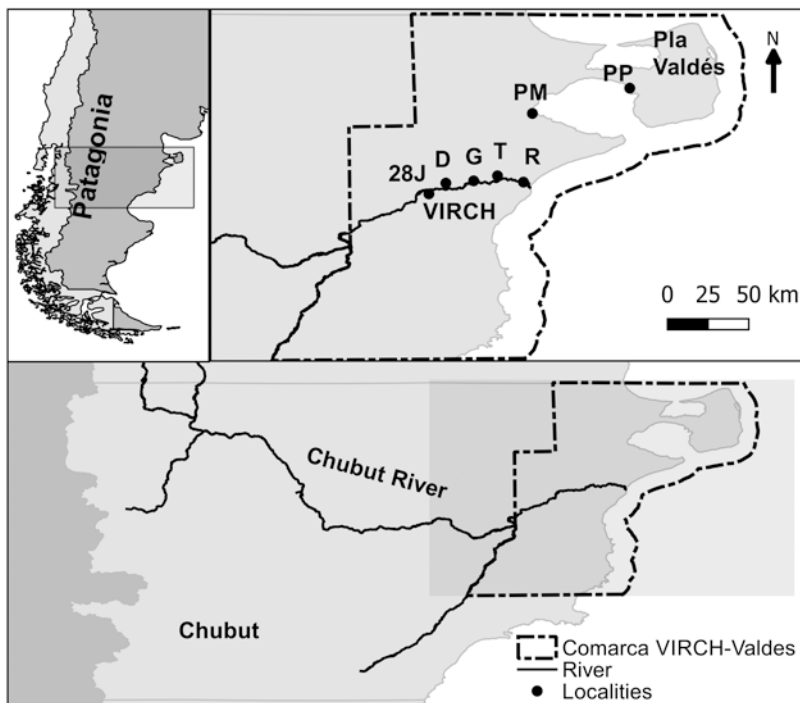 Patagonia
Pla
Valdés
N
PP
PM
T
R
G
D
28J
VIRCH
0 25 50 km
Chubut River
Chubut
Comarca VIRCH-Valdes
River
Localities